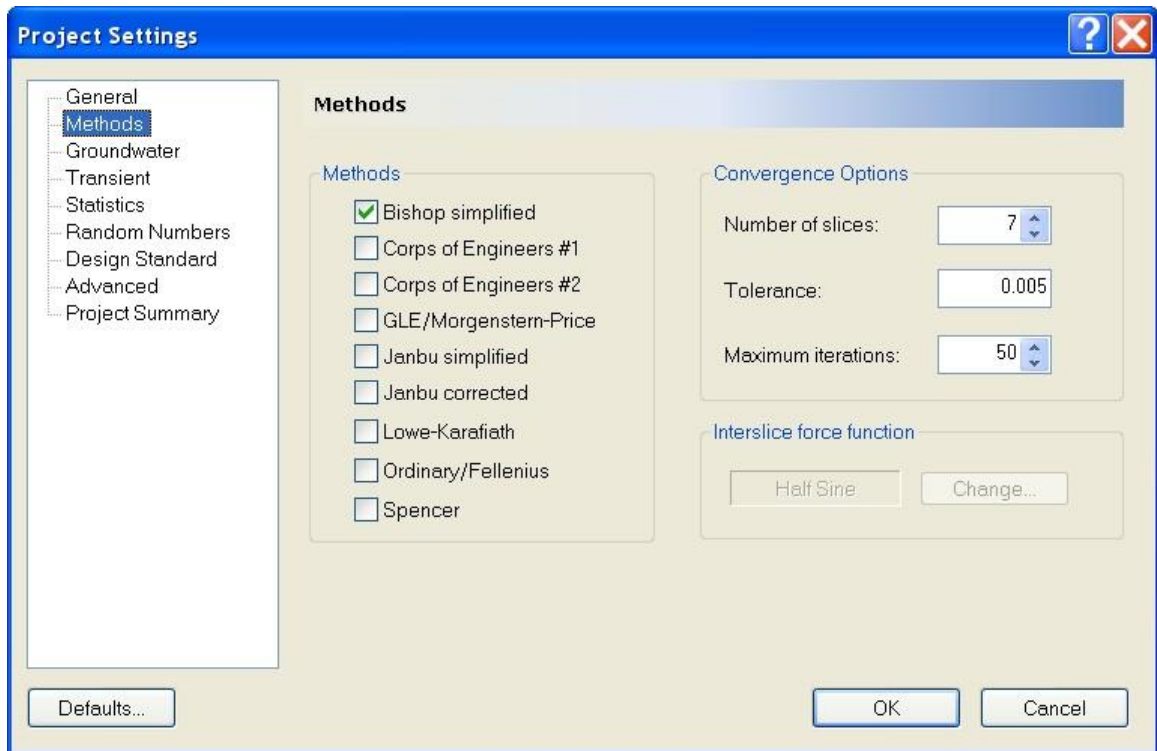 Project Settings
General
Methods
Groundwater
Transient
Statistics
Random Numbers
Design Standard
Advanced
Project Summary
Methods
Methods
Bishop simplified
Corps of Engineers #1
Corps of Engineers #2
GLE/Morgenstern-Price
Janbu simplified
Janbu corrected
Lowe-Karafiath
Ordinary/Fellenius
Spencer
Convergence Options
Number of slices: 7
Tolerance: 0.005
Maximum iterations: 50
Interslice force function
Half Sine Change...
Defaults... OK Cancel